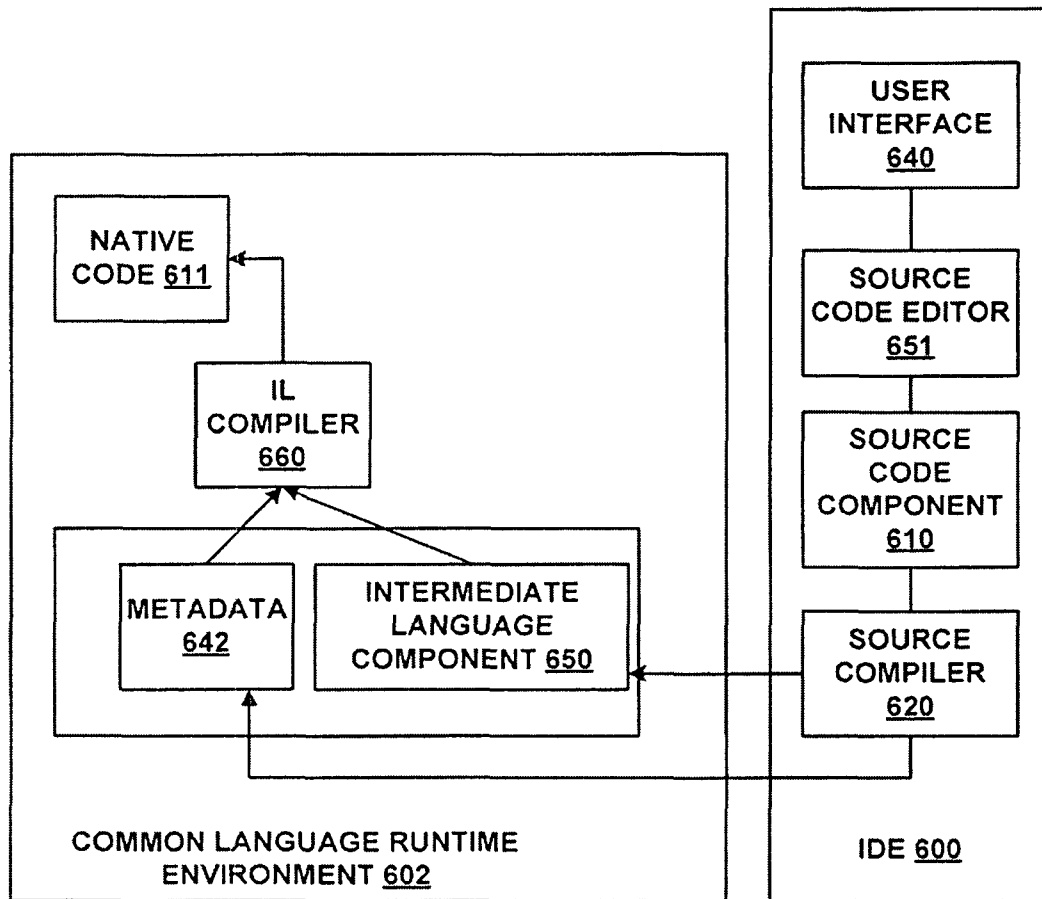 USER
INTERFACE
640
NATIVE
CODE 611
SOURCE
CODE EDITOR
651
IL
COMPILER
660
SOURCE
CODE
COMPONENT
610
METADATA
642
INTERMEDIATE
LANGUAGE
COMPONENT 650
SOURCE
COMPILER
620
COMMON LANGUAGE RUNTIME
ENVIRONMENT 602
IDE 600